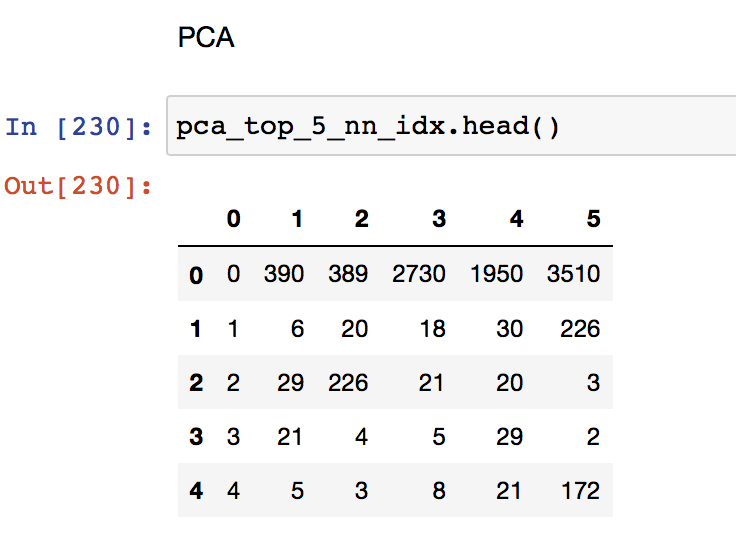 PCA
In [230]: pca_top_5_nn_idx.head()
Out[230]:
0 1 2 3 4 5
0 0 390 389 2730 1950 3510
1 1 6 20 18 30 226
2 2 29 226 21 20 3
3 3 21 4 5 29 2
4 4 5 3 8 21 172